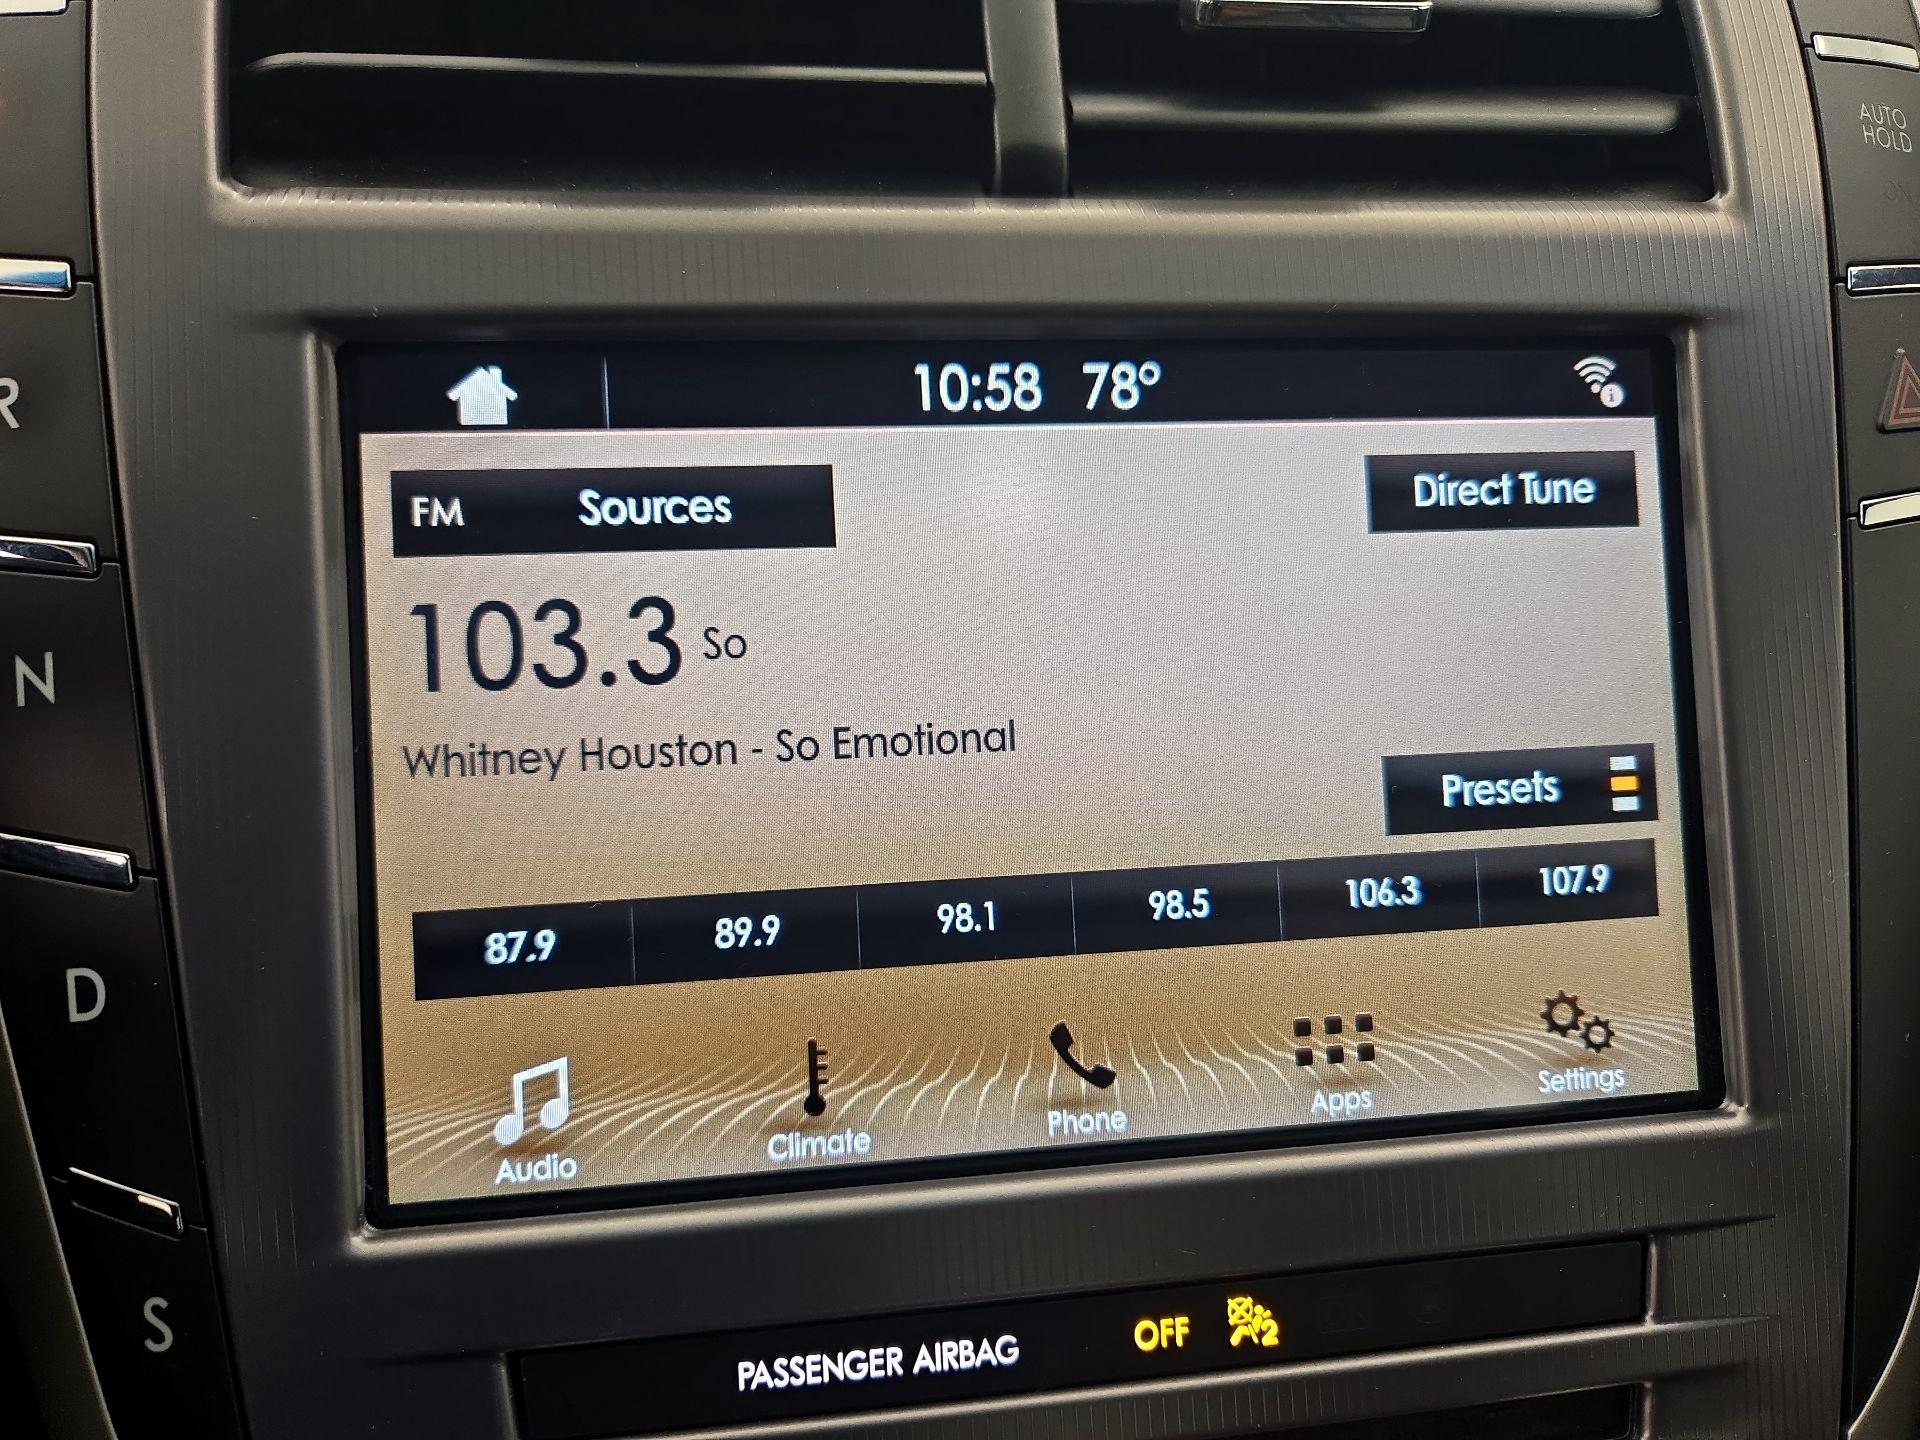 AUTO
HOLD
R
N
D
S
10:58 78°
FM Sources
Direct Tune
103.3 So
Whitney Houston - So Emotional
Presets
87.9 89.9 98.1 98.5 106.3 107.9
Audio Climate Phone Apps Settings
PASSENGER AIRBAG OFF 2